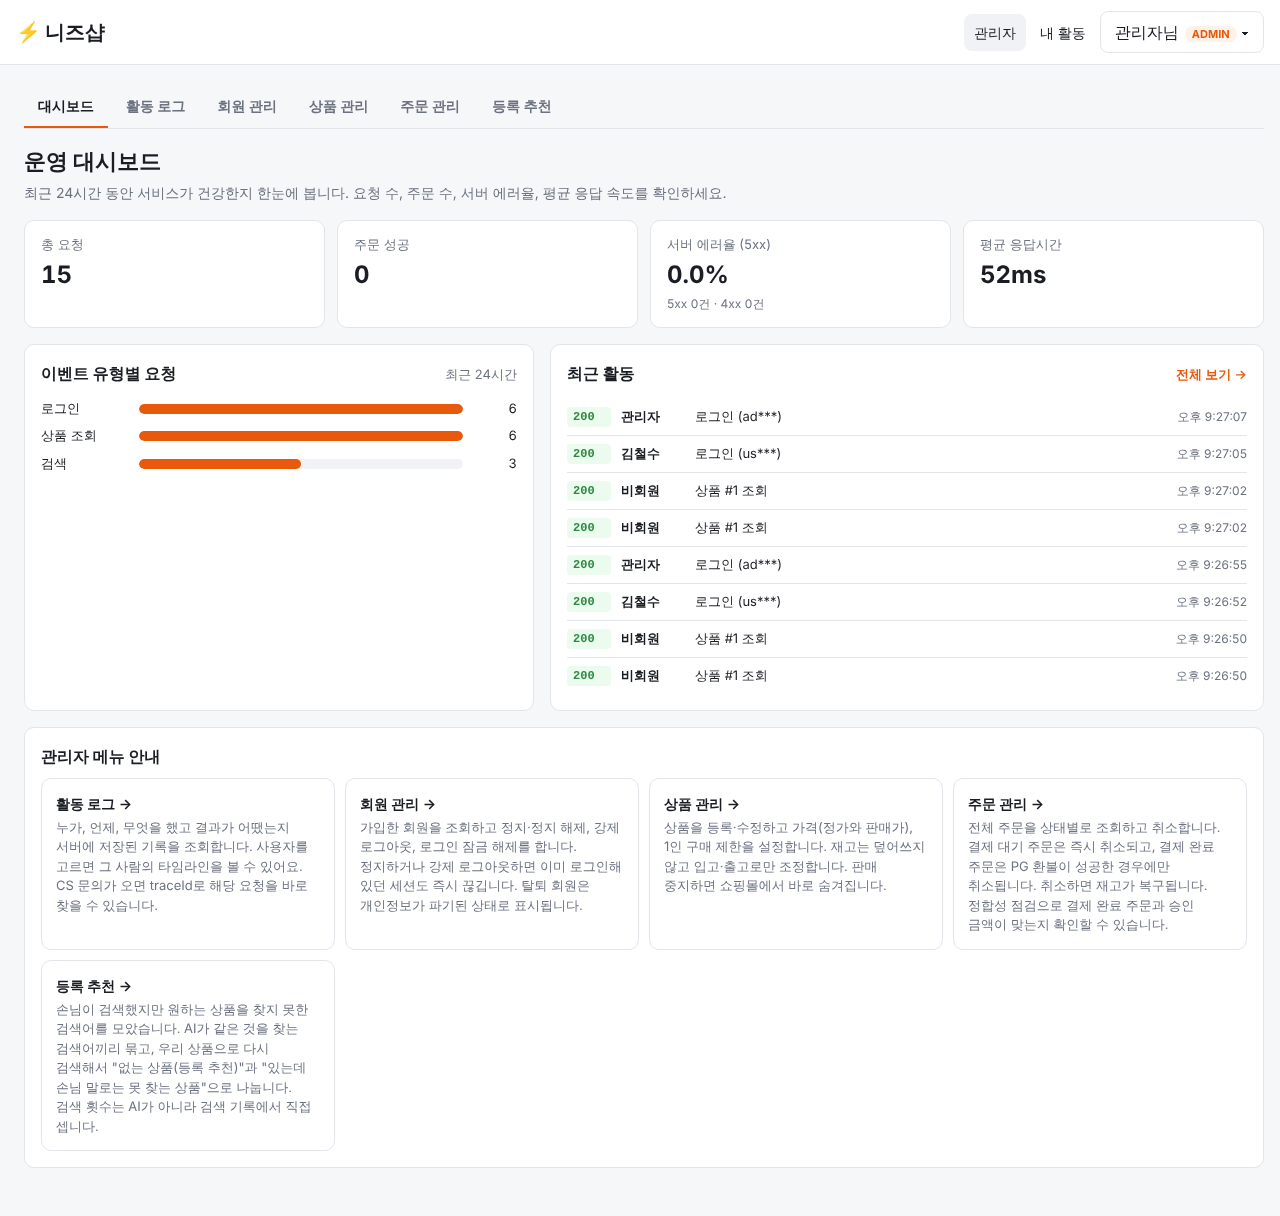 ⚡ 니즈샵
관리자 내 활동 관리자님 ADMIN
대시보드 활동 로그 회원 관리 상품 관리 주문 관리 등록 추천
운영 대시보드
최근 24시간 동안 서비스가 건강한지 한눈에 봅니다. 요청 수, 주문 수, 서버 에러율, 평균 응답 속도를 확인하세요.
총 요청
15
주문 성공
0
서버 에러율 (5xx)
0.0%
5xx 0건 · 4xx 0건
평균 응답시간
52ms
이벤트 유형별 요청 최근 24시간
로그인 6
상품 조회 6
검색 3
최근 활동 전체 보기 →
200 관리자 로그인 (ad***) 오후 9:27:07
200 김철수 로그인 (us***) 오후 9:27:05
200 비회원 상품 #1 조회 오후 9:27:02
200 비회원 상품 #1 조회 오후 9:27:02
200 관리자 로그인 (ad***) 오후 9:26:55
200 김철수 로그인 (us***) 오후 9:26:52
200 비회원 상품 #1 조회 오후 9:26:50
200 비회원 상품 #1 조회 오후 9:26:50
관리자 메뉴 안내
활동 로그 →
누가, 언제, 무엇을 했고 결과가 어땠는지
서버에 저장된 기록을 조회합니다. 사용자를
고르면 그 사람의 타임라인을 볼 수 있어요.
CS 문의가 오면 traceId로 해당 요청을 바로
찾을 수 있습니다.
회원 관리 →
가입한 회원을 조회하고 정지·정지 해제, 강제
로그아웃, 로그인 잠금 해제를 합니다.
정지하거나 강제 로그아웃하면 이미 로그인해
있던 세션도 즉시 끊깁니다. 탈퇴 회원은
개인정보가 파기된 상태로 표시됩니다.
상품 관리 →
상품을 등록·수정하고 가격(정가와 판매가),
1인 구매 제한을 설정합니다. 재고는 덮어쓰지
않고 입고·출고로만 조정합니다. 판매
중지하면 쇼핑몰에서 바로 숨겨집니다.
주문 관리 →
전체 주문을 상태별로 조회하고 취소합니다.
결제 대기 주문은 즉시 취소되고, 결제 완료
주문은 PG 환불이 성공한 경우에만
취소됩니다. 취소하면 재고가 복구됩니다.
정합성 점검으로 결제 완료 주문과 승인
금액이 맞는지 확인할 수 있습니다.
등록 추천 →
손님이 검색했지만 원하는 상품을 찾지 못한
검색어를 모았습니다. AI가 같은 것을 찾는
검색어끼리 묶고, 우리 상품으로 다시
검색해서 "없는 상품(등록 추천)"과 "있는데
손님 말로는 못 찾는 상품"으로 나눕니다.
검색 횟수는 AI가 아니라 검색 기록에서 직접
셉니다.